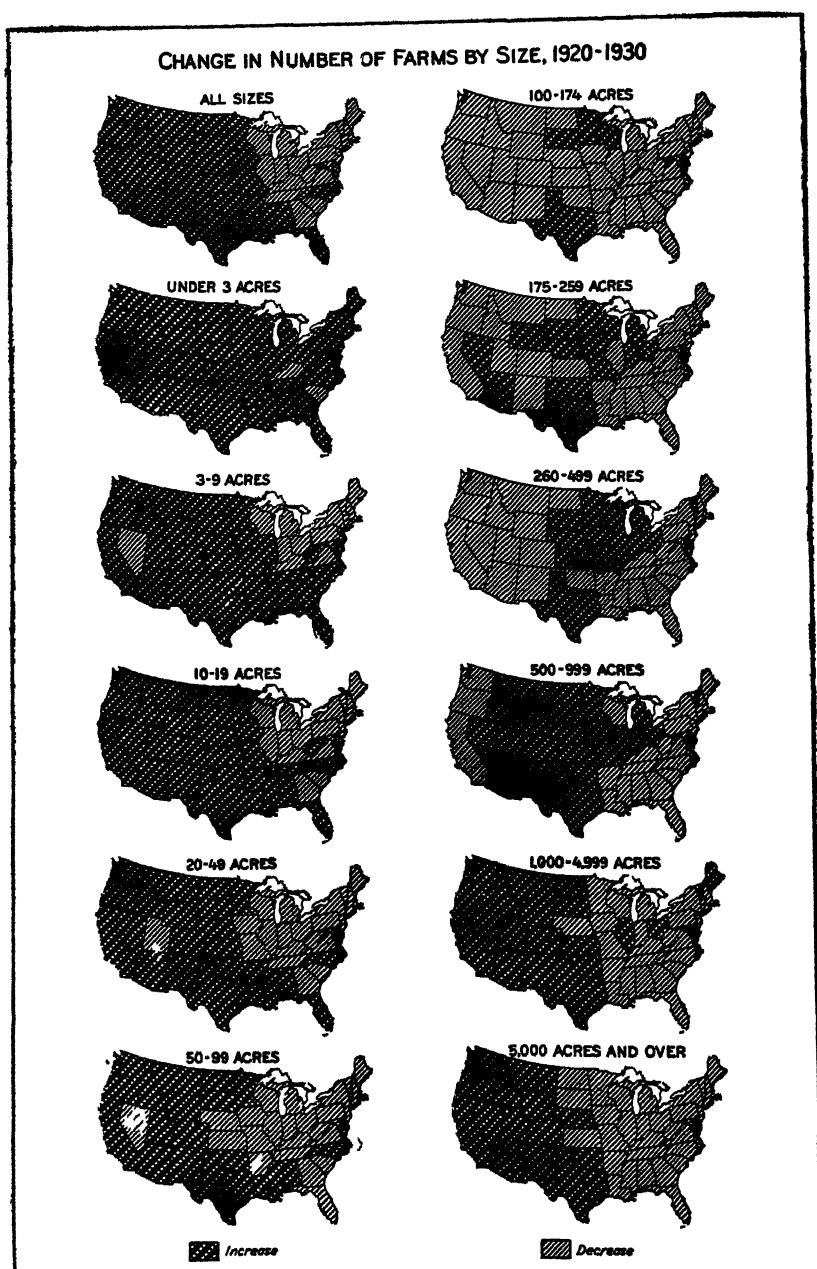 CHANGE IN NUMBER OF FARMS BY SIZE, 1920-1930
ALL SIZES
100-174 ACRES
UNDER 3 ACRES
175-259 ACRES
3-9 ACRES
260-499 ACRES
10-19 ACRES
500-999 ACRES
20-49 ACRES
1,000-4,999 ACRES
50-99 ACRES
5,000 ACRES AND OVER
Increase
Decrease